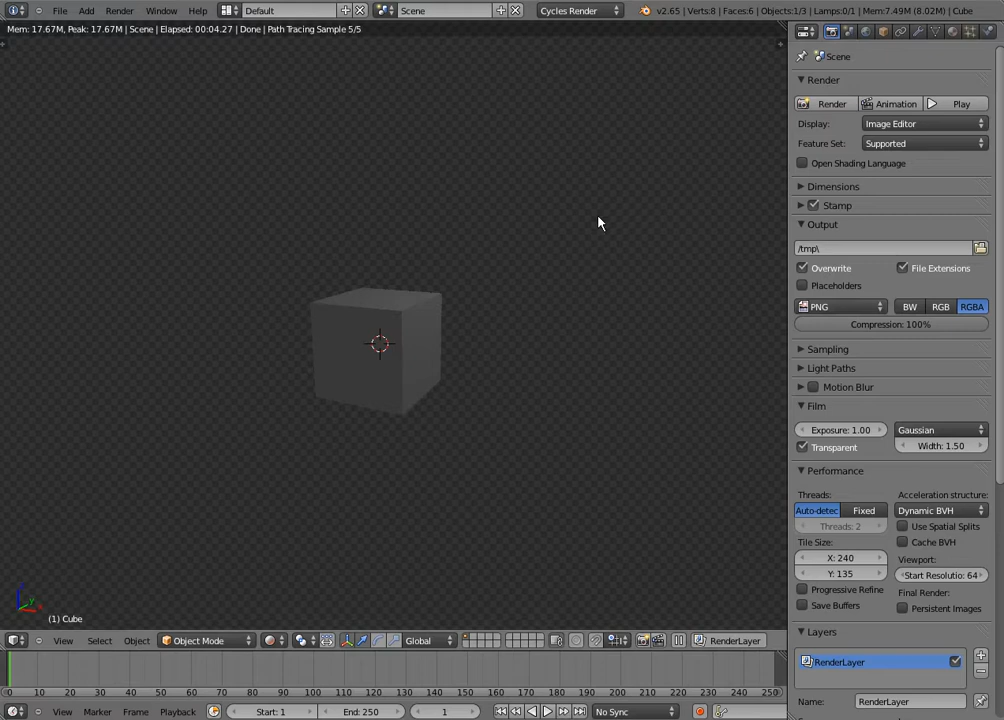 File Add Render Window Help Default Scene Cycles Render v2.65 | Verts:8 | Faces:6 | Objects:1/3 | Lamps:0/1 | Mem:7.49M (8.02M) | Cube
Mem: 17.67M, Peak: 17.67M | Scene | Elapsed: 00:04.27 | Done | Path Tracing Sample 5/5
Scene
Render
Render Animation Play
Display: Image Editor
Feature Set: Supported
Open Shading Language
Dimensions
Stamp
Output
/tmp\
Overwrite File Extensions
Placeholders
PNG BW RGB RGBA
Compression: 100%
Sampling
Light Paths
Motion Blur
Film
Exposure: 1.00 Gaussian
Transparent Width: 1.50
Performance
Threads: Acceleration structure:
Auto-detec Fixed Dynamic BVH
Threads: 2 Use Spatial Splits
Tile Size: Cache BVH
X: 240 Viewport:
Y: 135 Start Resolutio: 64
Progressive Refine Final Render:
Save Buffers Persistent Images
Layers
RenderLayer
Name: RenderLayer
(1) Cube
View Select Object Object Mode Global RenderLayer
0 10 20 30 40 50 60 70 80 90 100 110 120 130 140 150 160 170 180 190 200 210 220 230 240 250
View Marker Frame Playback Start: 1 End: 250 1 No Sync